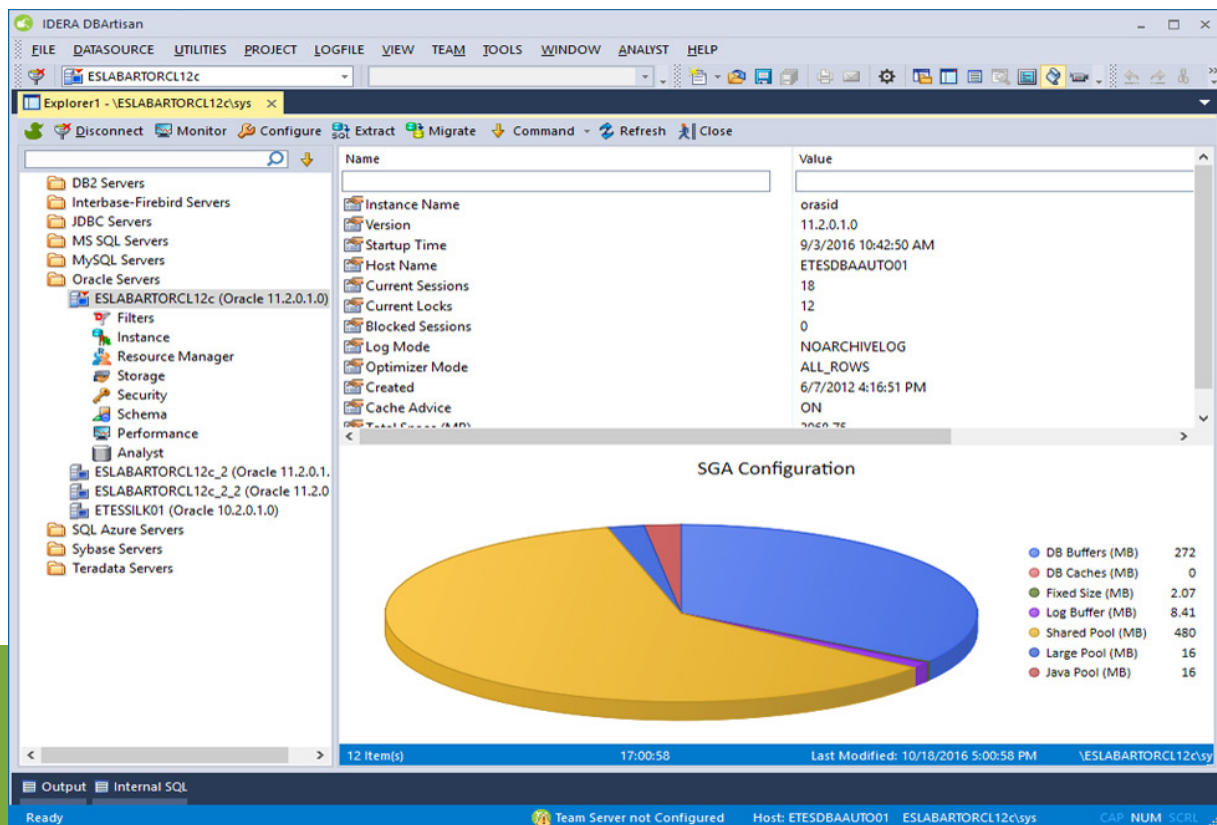 IDERA DBArtisan
FILE DATASOURCE UTILITIES PROJECT LOGFILE VIEW TEAM TOOLS WINDOW ANALYST HELP
ESLABARTORCL12c
Explorer1 - \ESLABARTORCL12c\sys
Disconnect Monitor Configure Extract Migrate Command Refresh Close
DB2 Servers
Interbase-Firebird Servers
JDBC Servers
MS SQL Servers
MySQL Servers
Oracle Servers
ESLABARTORCL12c (Oracle 11.2.0.1.0)
Filters
Instance
Resource Manager
Storage
Security
Schema
Performance
Analyst
ESLABARTORCL12c_2 (Oracle 11.2.0.1.
ESLABARTORCL12c_2_2 (Oracle 11.2.0
ETESSILK01 (Oracle 10.2.0.1.0)
SQL Azure Servers
Sybase Servers
Teradata Servers
Name Value
Instance Name orasid
Version 11.2.0.1.0
Startup Time 9/3/2016 10:42:50 AM
Host Name ETESDBAAUTO01
Current Sessions 18
Current Locks 12
Blocked Sessions 0
Log Mode NOARCHIVELOG
Optimizer Mode ALL_ROWS
Created 6/7/2012 4:16:51 PM
Cache Advice ON
Total Space (MB) 3068.75
SGA Configuration
DB Buffers (MB) 272
DB Caches (MB) 0
Fixed Size (MB) 2.07
Log Buffer (MB) 8.41
Shared Pool (MB) 480
Large Pool (MB) 16
Java Pool (MB) 16
12 Item(s) 17:00:58 Last Modified: 10/18/2016 5:00:58 PM \ESLABARTORCL12c\sy
Output Internal SQL
Ready Team Server not Configured Host: ETESDBAAUTO01 ESLABARTORCL12c\sys CAP NUM SCRL